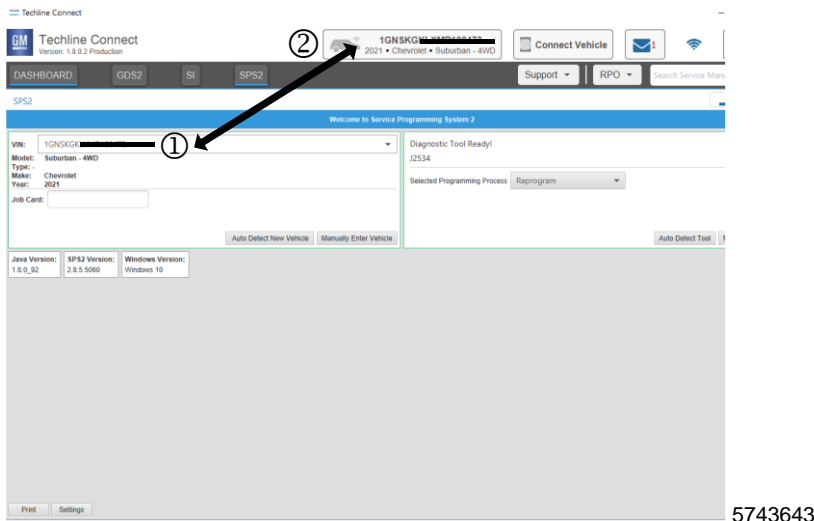 Techline Connect
GM
Techline Connect
Version: 1.8.0.2 Production
②
2021 • Chevrolet • Suburban - 4WD
Connect Vehicle
1
DASHBOARD GDS2 SI SPS2
Support RPO Search Service Man
SPS2
Welcome to Service Programming System 2
VIN: 1GNSKGK
①
Model: Suburban - 4WD
Type: -
Make: Chevrolet
Year: 2021
Job Card:
Auto Detect New Vehicle Manually Enter Vehicle
Diagnostic Tool Ready!
J2534
Selected Programming Process Reprogram
Auto Detect Tool
Java Version: SPS2 Version: Windows Version:
1.8.0_92 2.8.5.5060 Windows 10
Print Settings
5743643